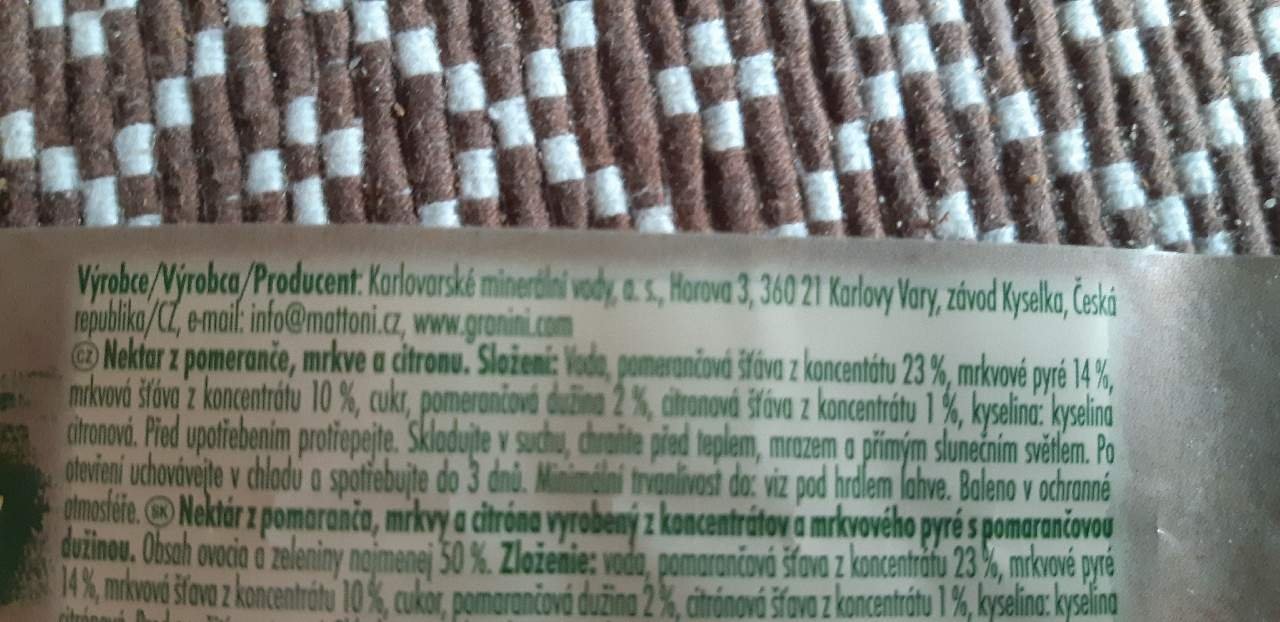 Výrobce/Výrobca/Producent: Karlovarské minerální vody, a. s., Horova 3, 360 21 Karlovy Vary, závod Kyselka, Česká
republika/CZ, e-mail: info@mattoni.cz, www.granini.com
CZ Nektar z pomeranče, mrkve a citronu. Složení: Voda, pomerančová šťáva z koncentátu 23 %, mrkvové pyré 14 %,
mrkvová šťáva z koncentrátu 10 %, cukr, pomerančová dužina 2 %, citronová šťáva z koncentrátu 1 %, kyselina: kyselina
citronová. Před upotřebením protřepejte. Skladujte v suchu, chraňte před teplem, mrazem a přímým slunečním světlem. Po
otevření uchovávejte v chladu a spotřebujte do 3 dnů. Minimální trvanlivost do: viz pod hrdlem lahve. Baleno v ochranné
atmosféře. SK Nektár z pomaranča, mrkvy a citróna vyrobený z koncentrátov a mrkvového pyré s pomarančovou
dužinou. Obsah ovocia a zeleniny najmenej 50 %. Zloženie: voda, pomarančová šťava z koncentrátu 23 %, mrkvové pyré
14 %, mrkvová šťava z koncentrátu 10 %, cukor, pomarančová dužina 2 %, citrónová šťava z koncentrátu 1 %, kyselina: kyselina